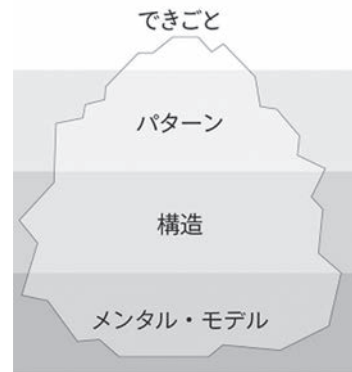 できごと
パターン
構造
メンタル・モデル